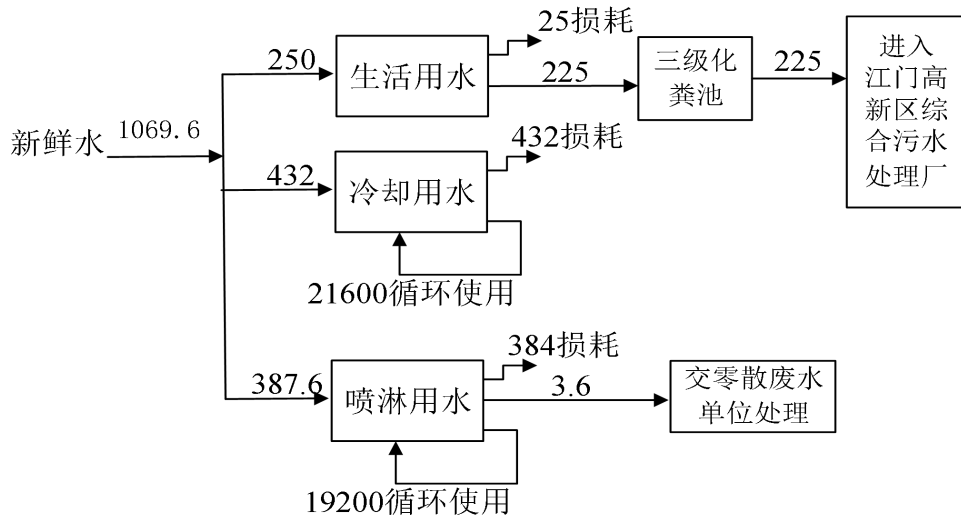 新鲜水
1069.6
250
生活用水
25损耗
225
三级化
粪池
225
进入
江门高
新区综
合污水
处理厂
432
冷却用水
432损耗
21600循环使用
387.6
喷淋用水
384损耗
3.6
交零散废水
单位处理
19200循环使用